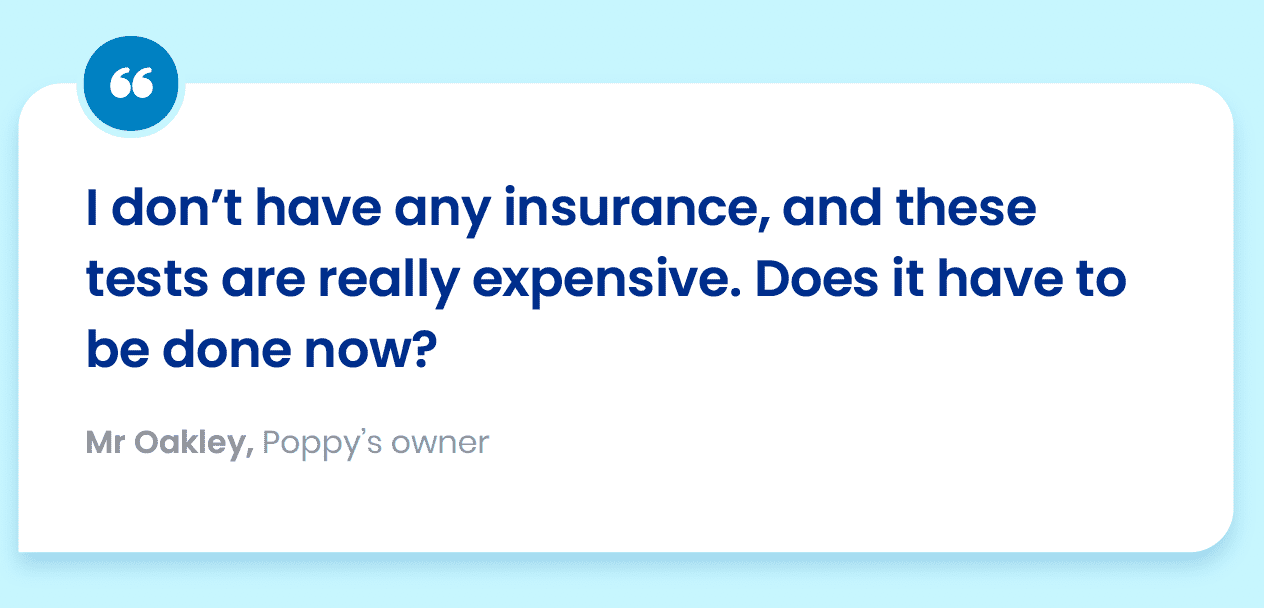 “
I don’t have any insurance, and these
tests are really expensive. Does it have to
be done now?
Mr Oakley, Poppy’s owner